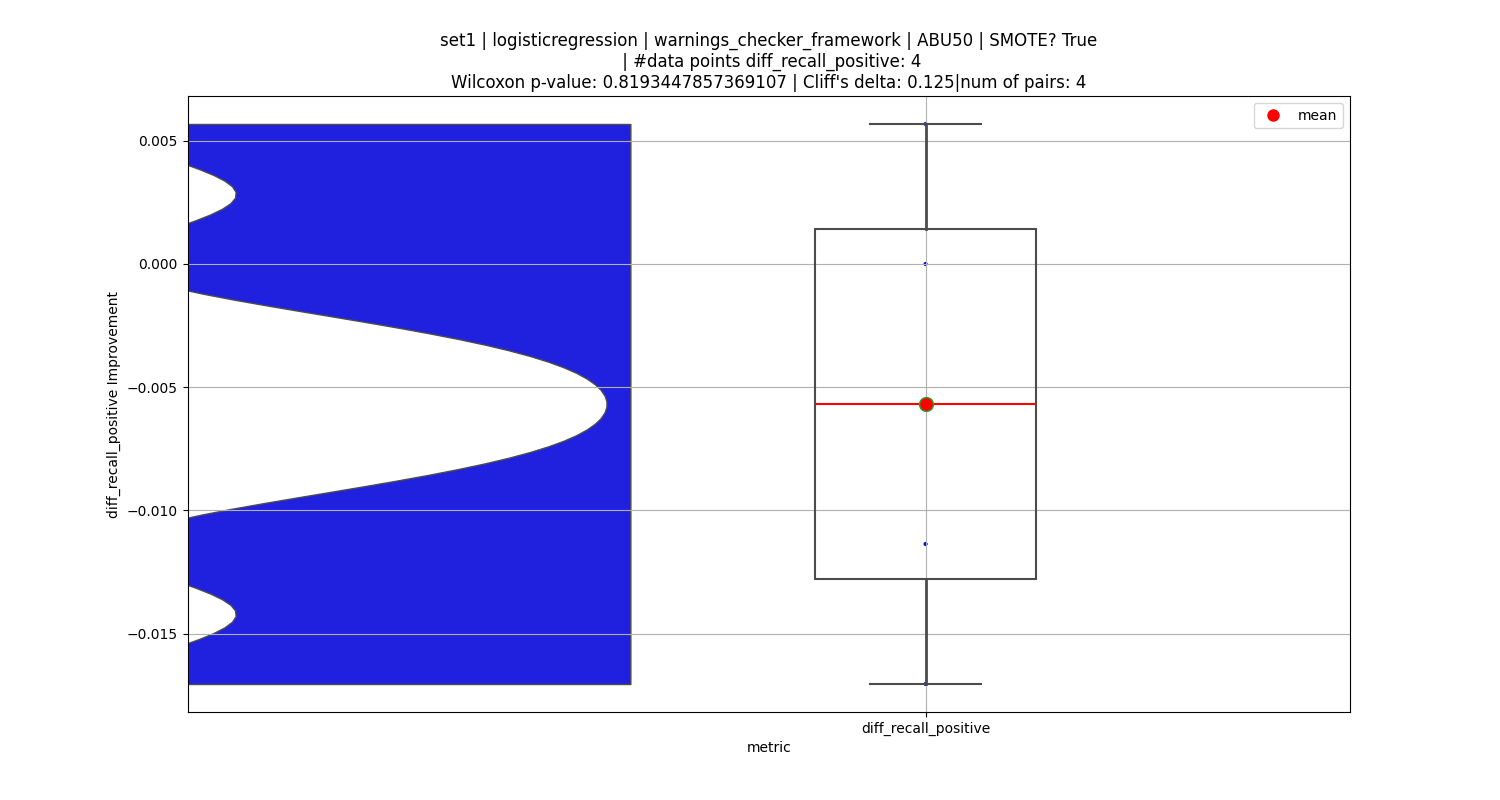 set1 | logisticregression | warnings_checker_framework | ABU50 | SMOTE? True
| #data points diff_recall_positive: 4
Wilcoxon p-value: 0.8193447857369107 | Cliff's delta: 0.125|num of pairs: 4
mean
0.005
0.000
−0.005
−0.010
−0.015
diff_recall_positive Improvement
diff_recall_positive
metric